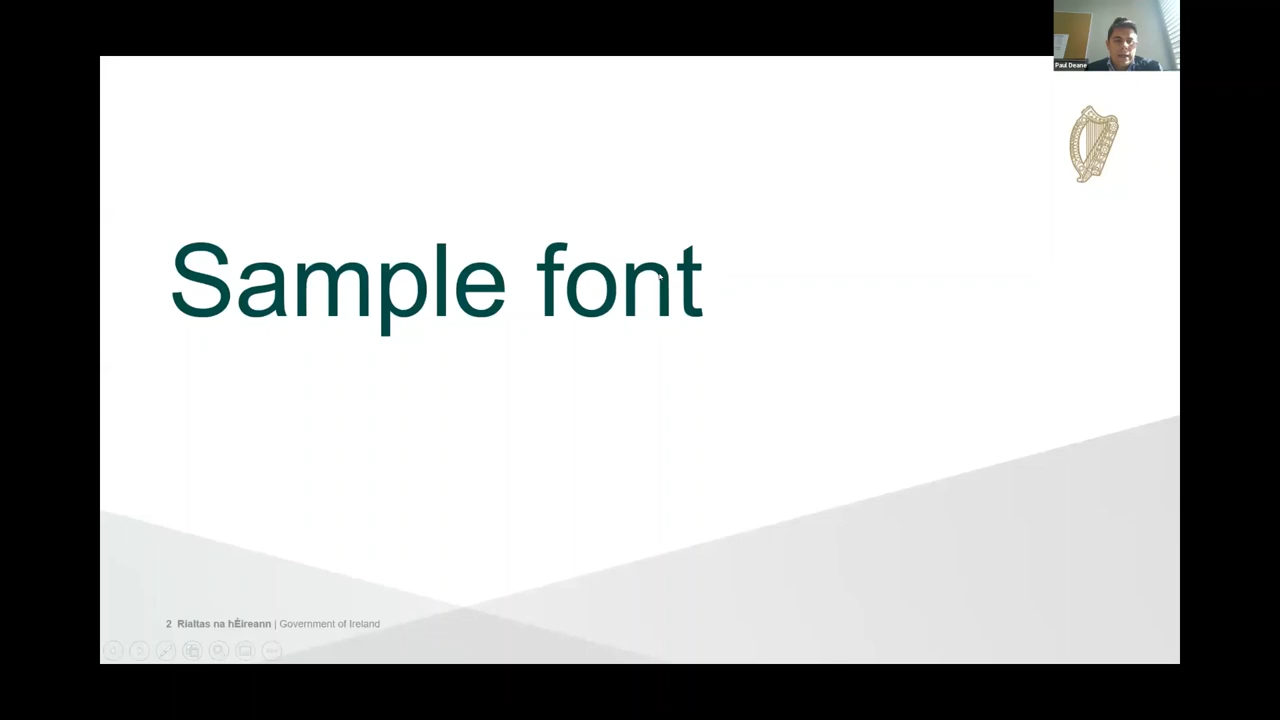 Paul Deane
Sample font
2 Rialtas na hÉireann | Government of Ireland